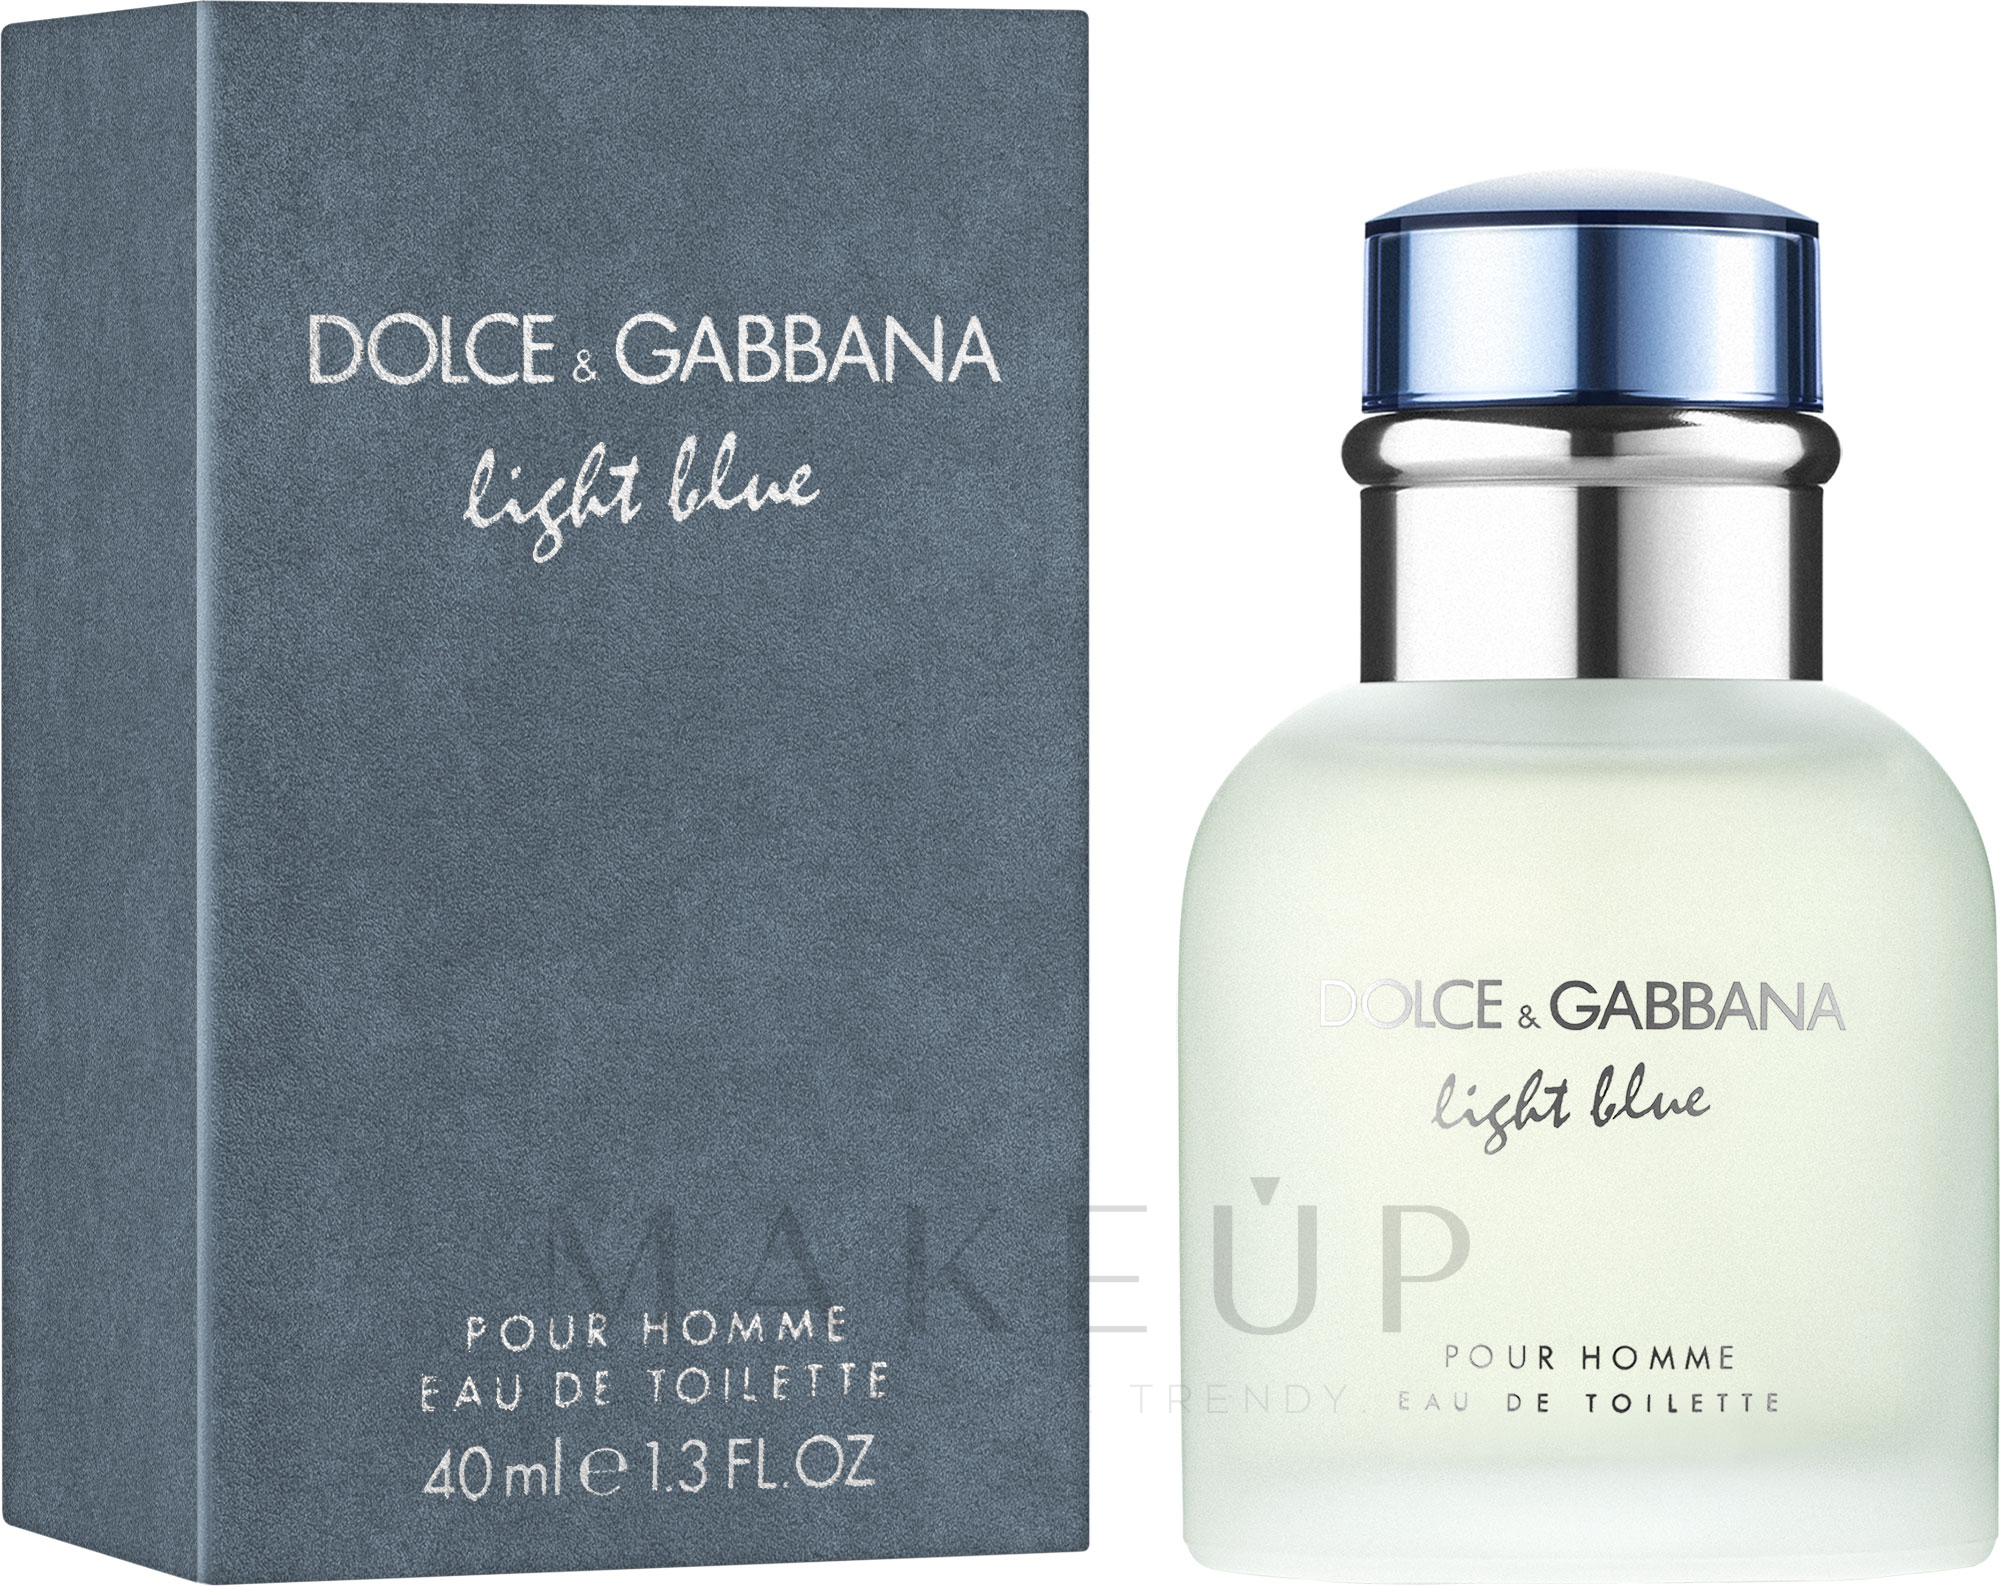 DOLCE & GABBANA
light blue
POUR HOMME
EAU DE TOILETTE
40 ml e 1.3 FL.OZ
DOLCE & GABBANA
light blue
POUR HOMME
EAU DE TOILETTE
MAKEUP
TRENDY.